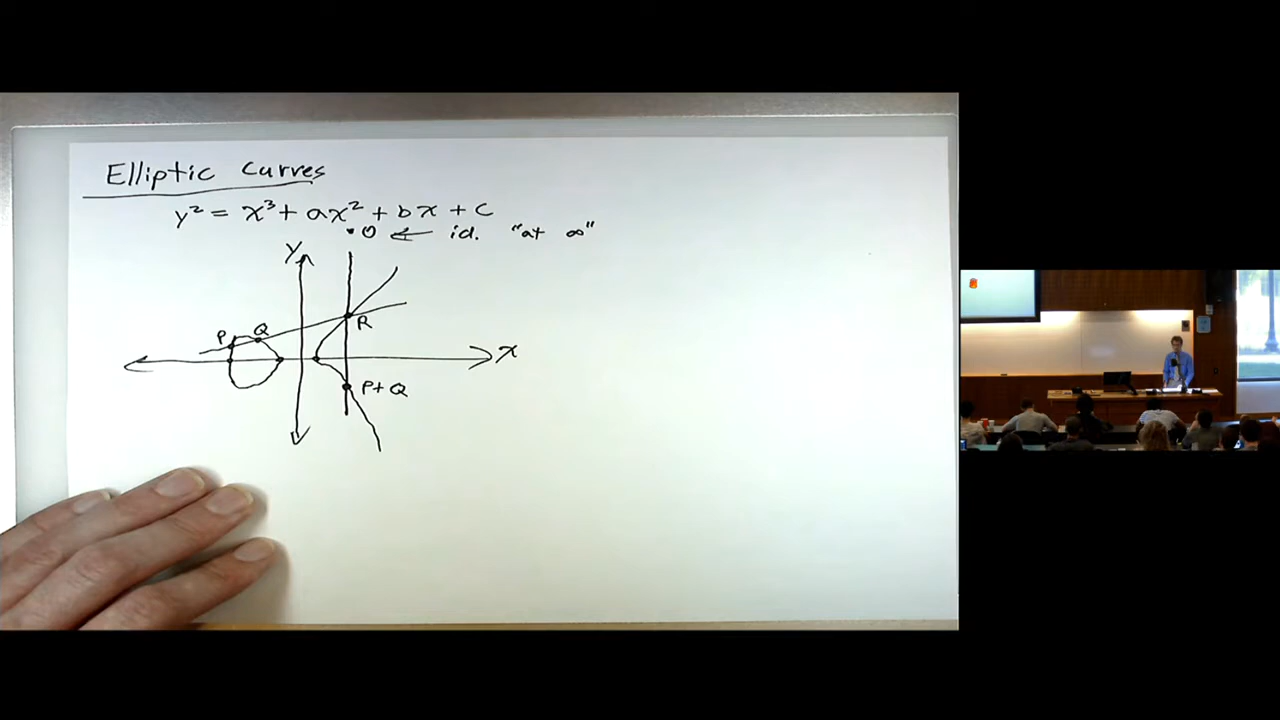 Elliptic Curves
y² = x³ + ax² + bx + c
O ← id. "at ∞"
y
P Q R
x
P+Q